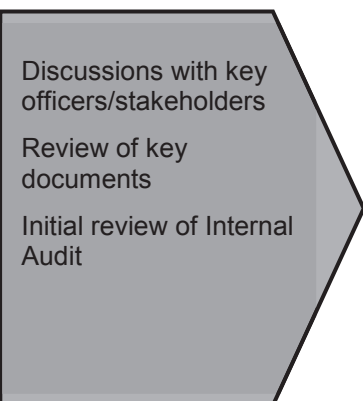 Discussions with key
officers/stakeholders
Review of key
documents
Initial review of Internal
Audit